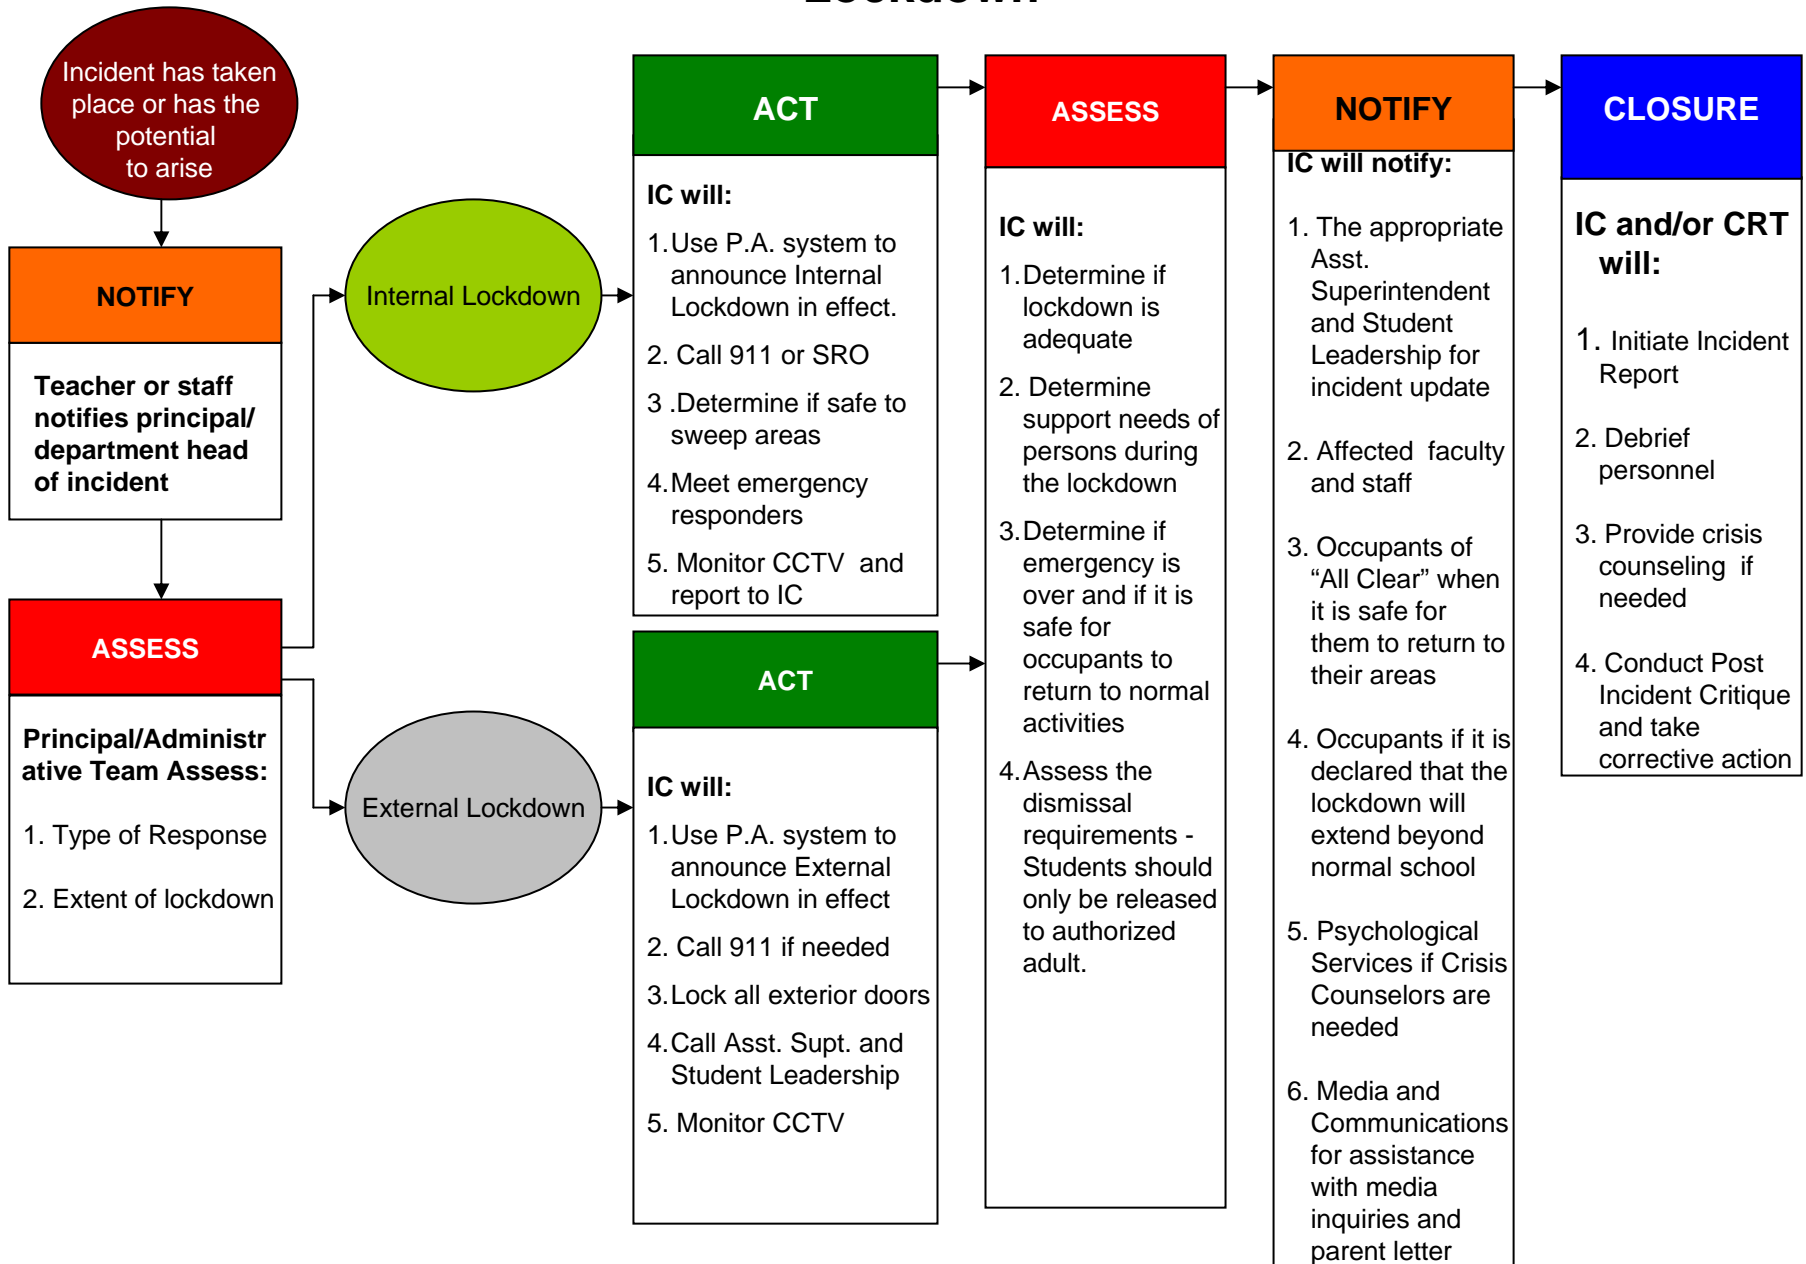 Lockdown
Incident has taken
place or has the
potential
to arise
NOTIFY
Teacher or staff
notifies principal/
department head
of incident
ASSESS
Principal/Administr
ative Team Assess:
1. Type of Response
2. Extent of lockdown
Internal Lockdown
External Lockdown
ACT
IC will:
1.Use P.A. system to
announce Internal
Lockdown in effect.
2. Call 911 or SRO
3 .Determine if safe to
sweep areas
4.Meet emergency
responders
5. Monitor CCTV and
report to IC
ACT
IC will:
1.Use P.A. system to
announce External
Lockdown in effect
2. Call 911 if needed
3.Lock all exterior doors
4.Call Asst. Supt. and
Student Leadership
5. Monitor CCTV
ASSESS
IC will:
1.Determine if
lockdown is
adequate
2. Determine
support needs of
persons during
the lockdown
3.Determine if
emergency is
over and if it is
safe for
occupants to
return to normal
activities
4.Assess the
dismissal
requirements -
Students should
only be released
to authorized
adult.
NOTIFY
IC will notify:
1. The appropriate
Asst.
Superintendent
and Student
Leadership for
incident update
2. Affected faculty
and staff
3. Occupants of
“All Clear” when
it is safe for
them to return to
their areas
4. Occupants if it is
declared that the
lockdown will
extend beyond
normal school
5. Psychological
Services if Crisis
Counselors are
needed
6. Media and
Communications
for assistance
with media
inquiries and
parent letter
CLOSURE
IC and/or CRT
will:
1. Initiate Incident
Report
2. Debrief
personnel
3. Provide crisis
counseling if
needed
4. Conduct Post
Incident Critique
and take
corrective action